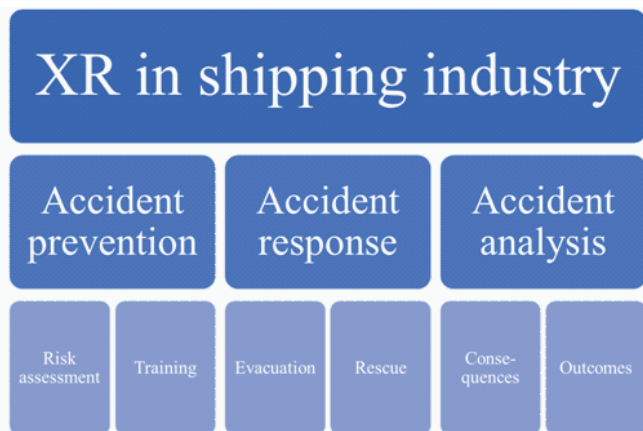 XR in shipping industry
Accident
prevention
Accident
response
Accident
analysis
Risk
assessment
Training
Evacuation
Rescue
Conse-
quences
Outcomes